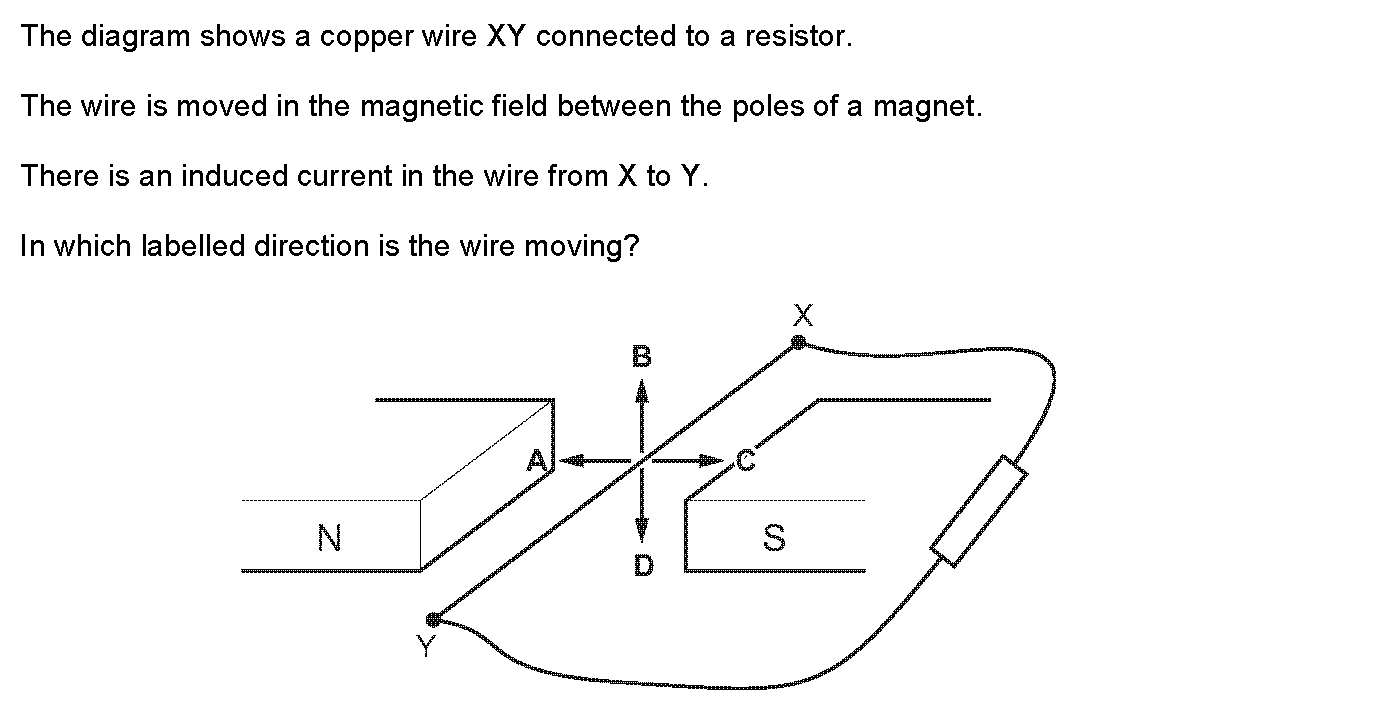 The diagram shows a copper wire XY connected to a resistor.
The wire is moved in the magnetic field between the poles of a magnet.
There is an induced current in the wire from X to Y.
In which labelled direction is the wire moving?
X
B
A
C
N
S
D
Y